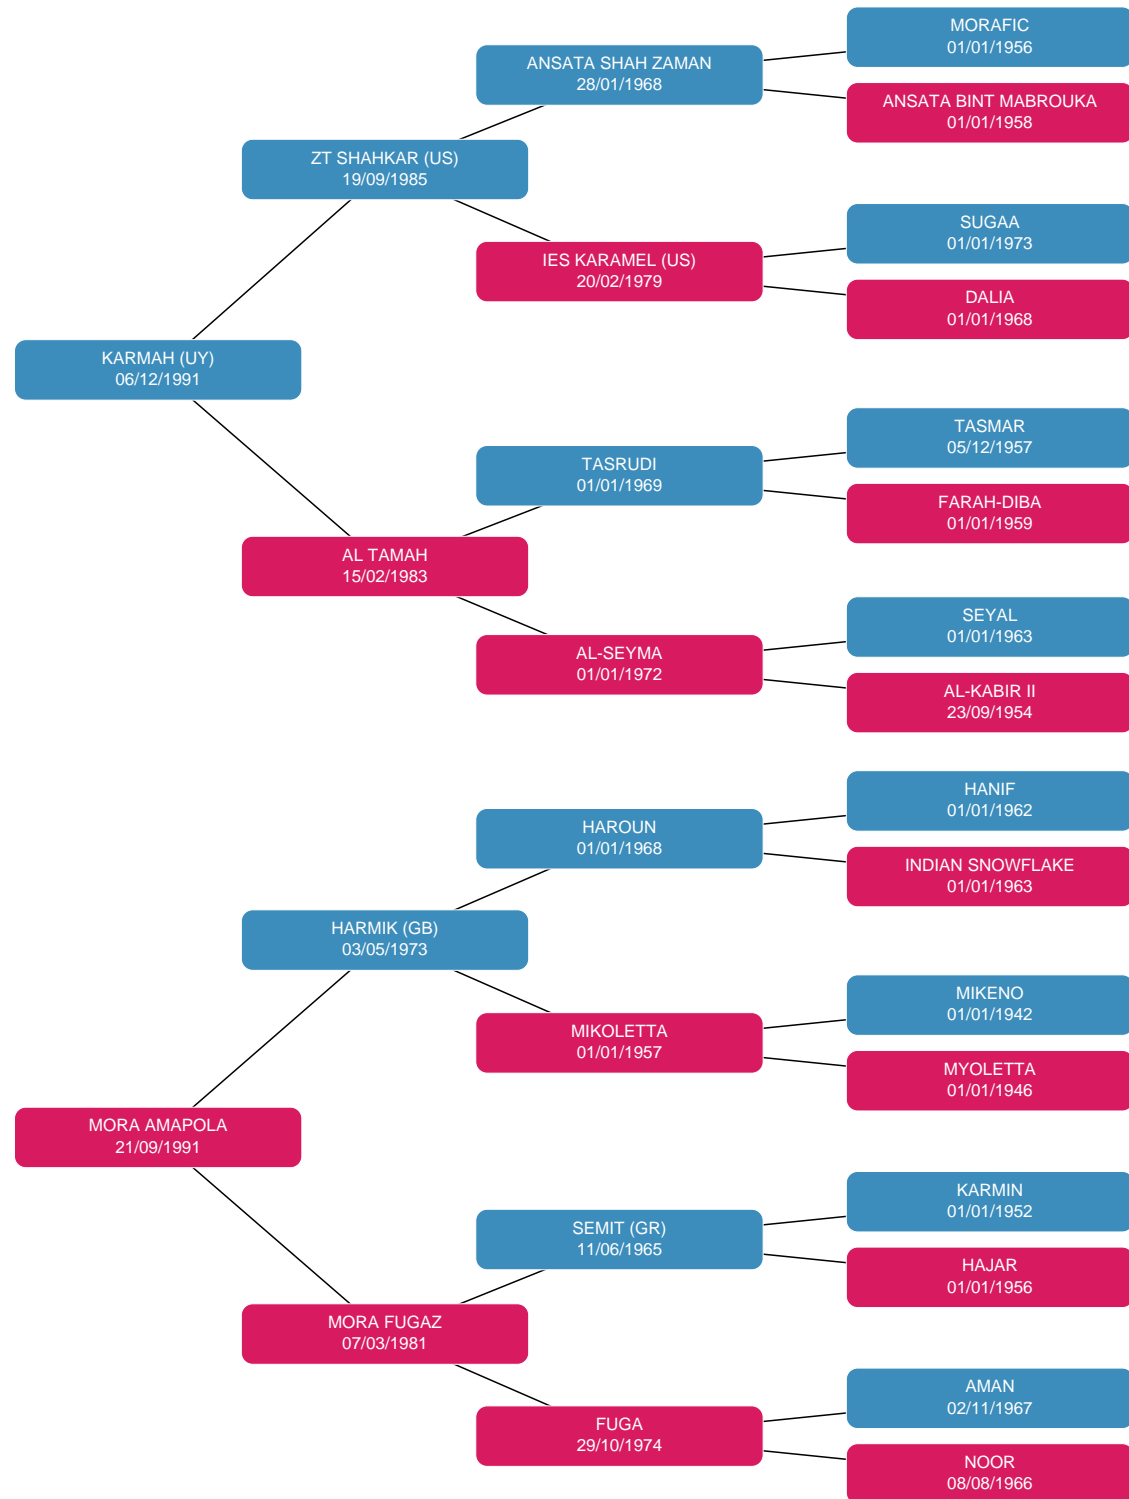 MORAFIC
01/01/1956
ANSATA SHAH ZAMAN
28/01/1968
ANSATA BINT MABROUKA
01/01/1958
ZT SHAHKAR (US)
19/09/1985
SUGAA
01/01/1973
IES KARAMEL (US)
20/02/1979
DALIA
01/01/1968
KARMAH (UY)
06/12/1991
TASMAR
05/12/1957
TASRUDI
01/01/1969
FARAH-DIBA
01/01/1959
AL TAMAH
15/02/1983
SEYAL
01/01/1963
AL-SEYMA
01/01/1972
AL-KABIR II
23/09/1954
HANIF
01/01/1962
HAROUN
01/01/1968
INDIAN SNOWFLAKE
01/01/1963
HARMIK (GB)
03/05/1973
MIKENO
01/01/1942
MIKOLETTA
01/01/1957
MYOLETTA
01/01/1946
MORA AMAPOLA
21/09/1991
KARMIN
01/01/1952
SEMIT (GR)
11/06/1965
HAJAR
01/01/1956
MORA FUGAZ
07/03/1981
AMAN
02/11/1967
FUGA
29/10/1974
NOOR
08/08/1966